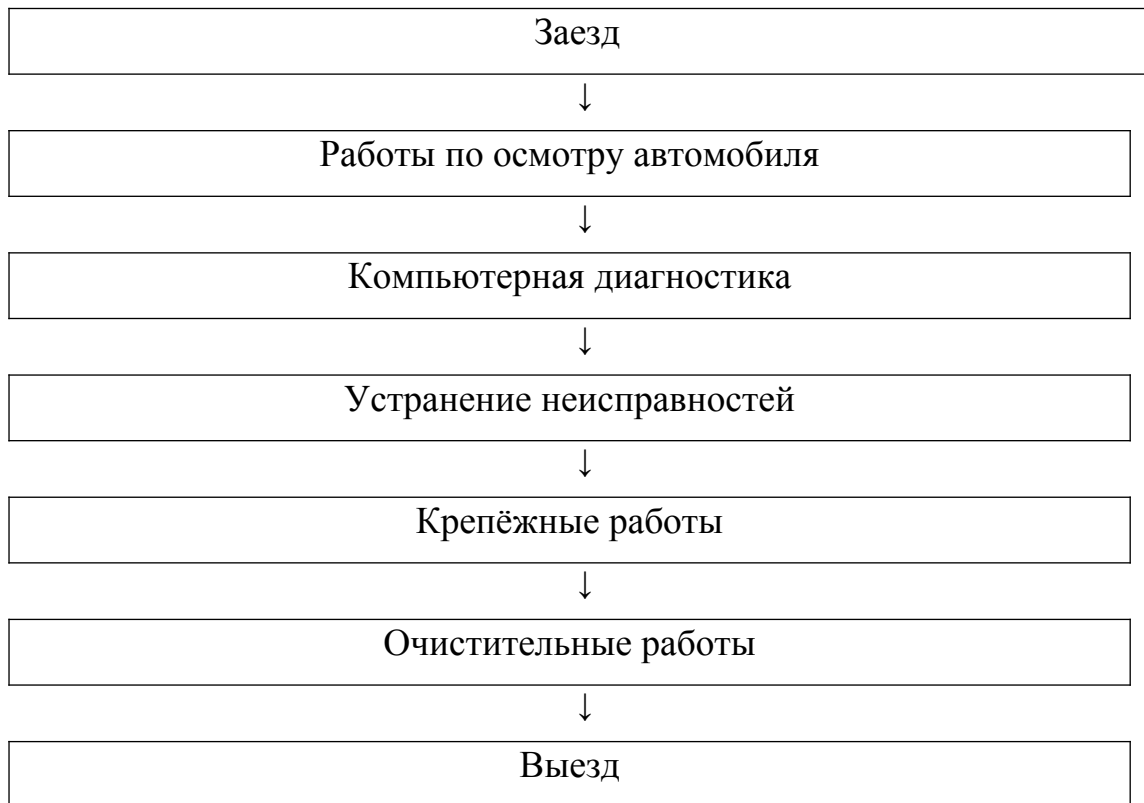 Заезд
↓
Работы по осмотру автомобиля
↓
Компьютерная диагностика
↓
Устранение неисправностей
↓
Крепёжные работы
↓
Очистительные работы
↓
Выезд